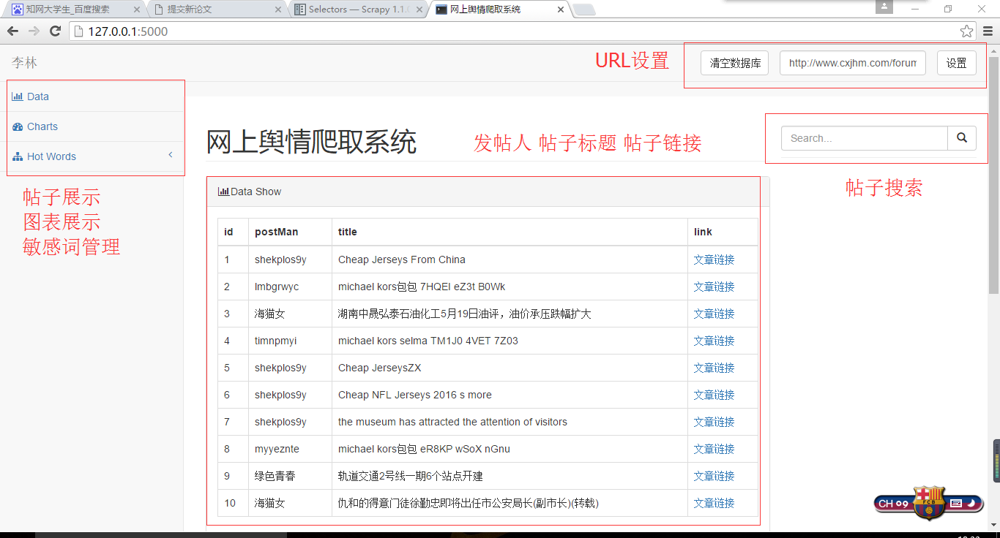 知网大学生_百度搜索
提交新论文
Selectors — Scrapy 1.1.0
网上舆情爬取系统
127.0.0.1:5000
李林
URL设置
清空数据库
http://www.cxjhm.com/forum
设置
Data
Charts
Hot Words
帖子展示
图表展示
敏感词管理
网上舆情爬取系统
发帖人 帖子标题 帖子链接
Search...
帖子搜索
Data Show
id postMan title link
1 shekplos9y Cheap Jerseys From China 文章链接
2 lmbgrwyc michael kors包包 7HQEI eZ3t B0Wk 文章链接
3 海猫女 湖南中晟弘泰石油化工5月19日油评，油价承压跌幅扩大 文章链接
4 timnpmyi michael kors selma TM1J0 4VET 7Z03 文章链接
5 shekplos9y Cheap JerseysZX 文章链接
6 shekplos9y Cheap NFL Jerseys 2016 s more 文章链接
7 shekplos9y the museum has attracted the attention of visitors 文章链接
8 myyeznte michael kors包包 eR8KP wSoX nGnu 文章链接
9 绿色青春 轨道交通2号线一期6个站点开建 文章链接
10 海猫女 仇和的得意门徒徐勤忠即将出任市公安局长(副市长)(转载) 文章链接
CH 09
FCB